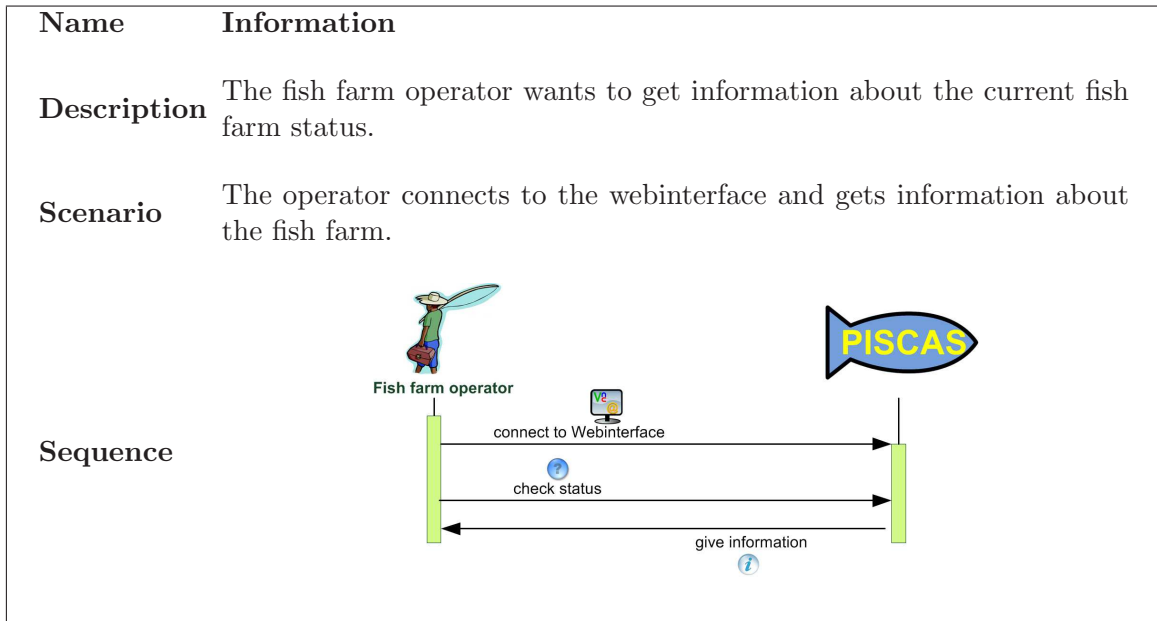 Name Information
Description The fish farm operator wants to get information about the current fish
farm status.
Scenario The operator connects to the webinterface and gets information about
the fish farm.
PISCAS
Fish farm operator
connect to Webinterface
Sequence
?
check status
give information
i